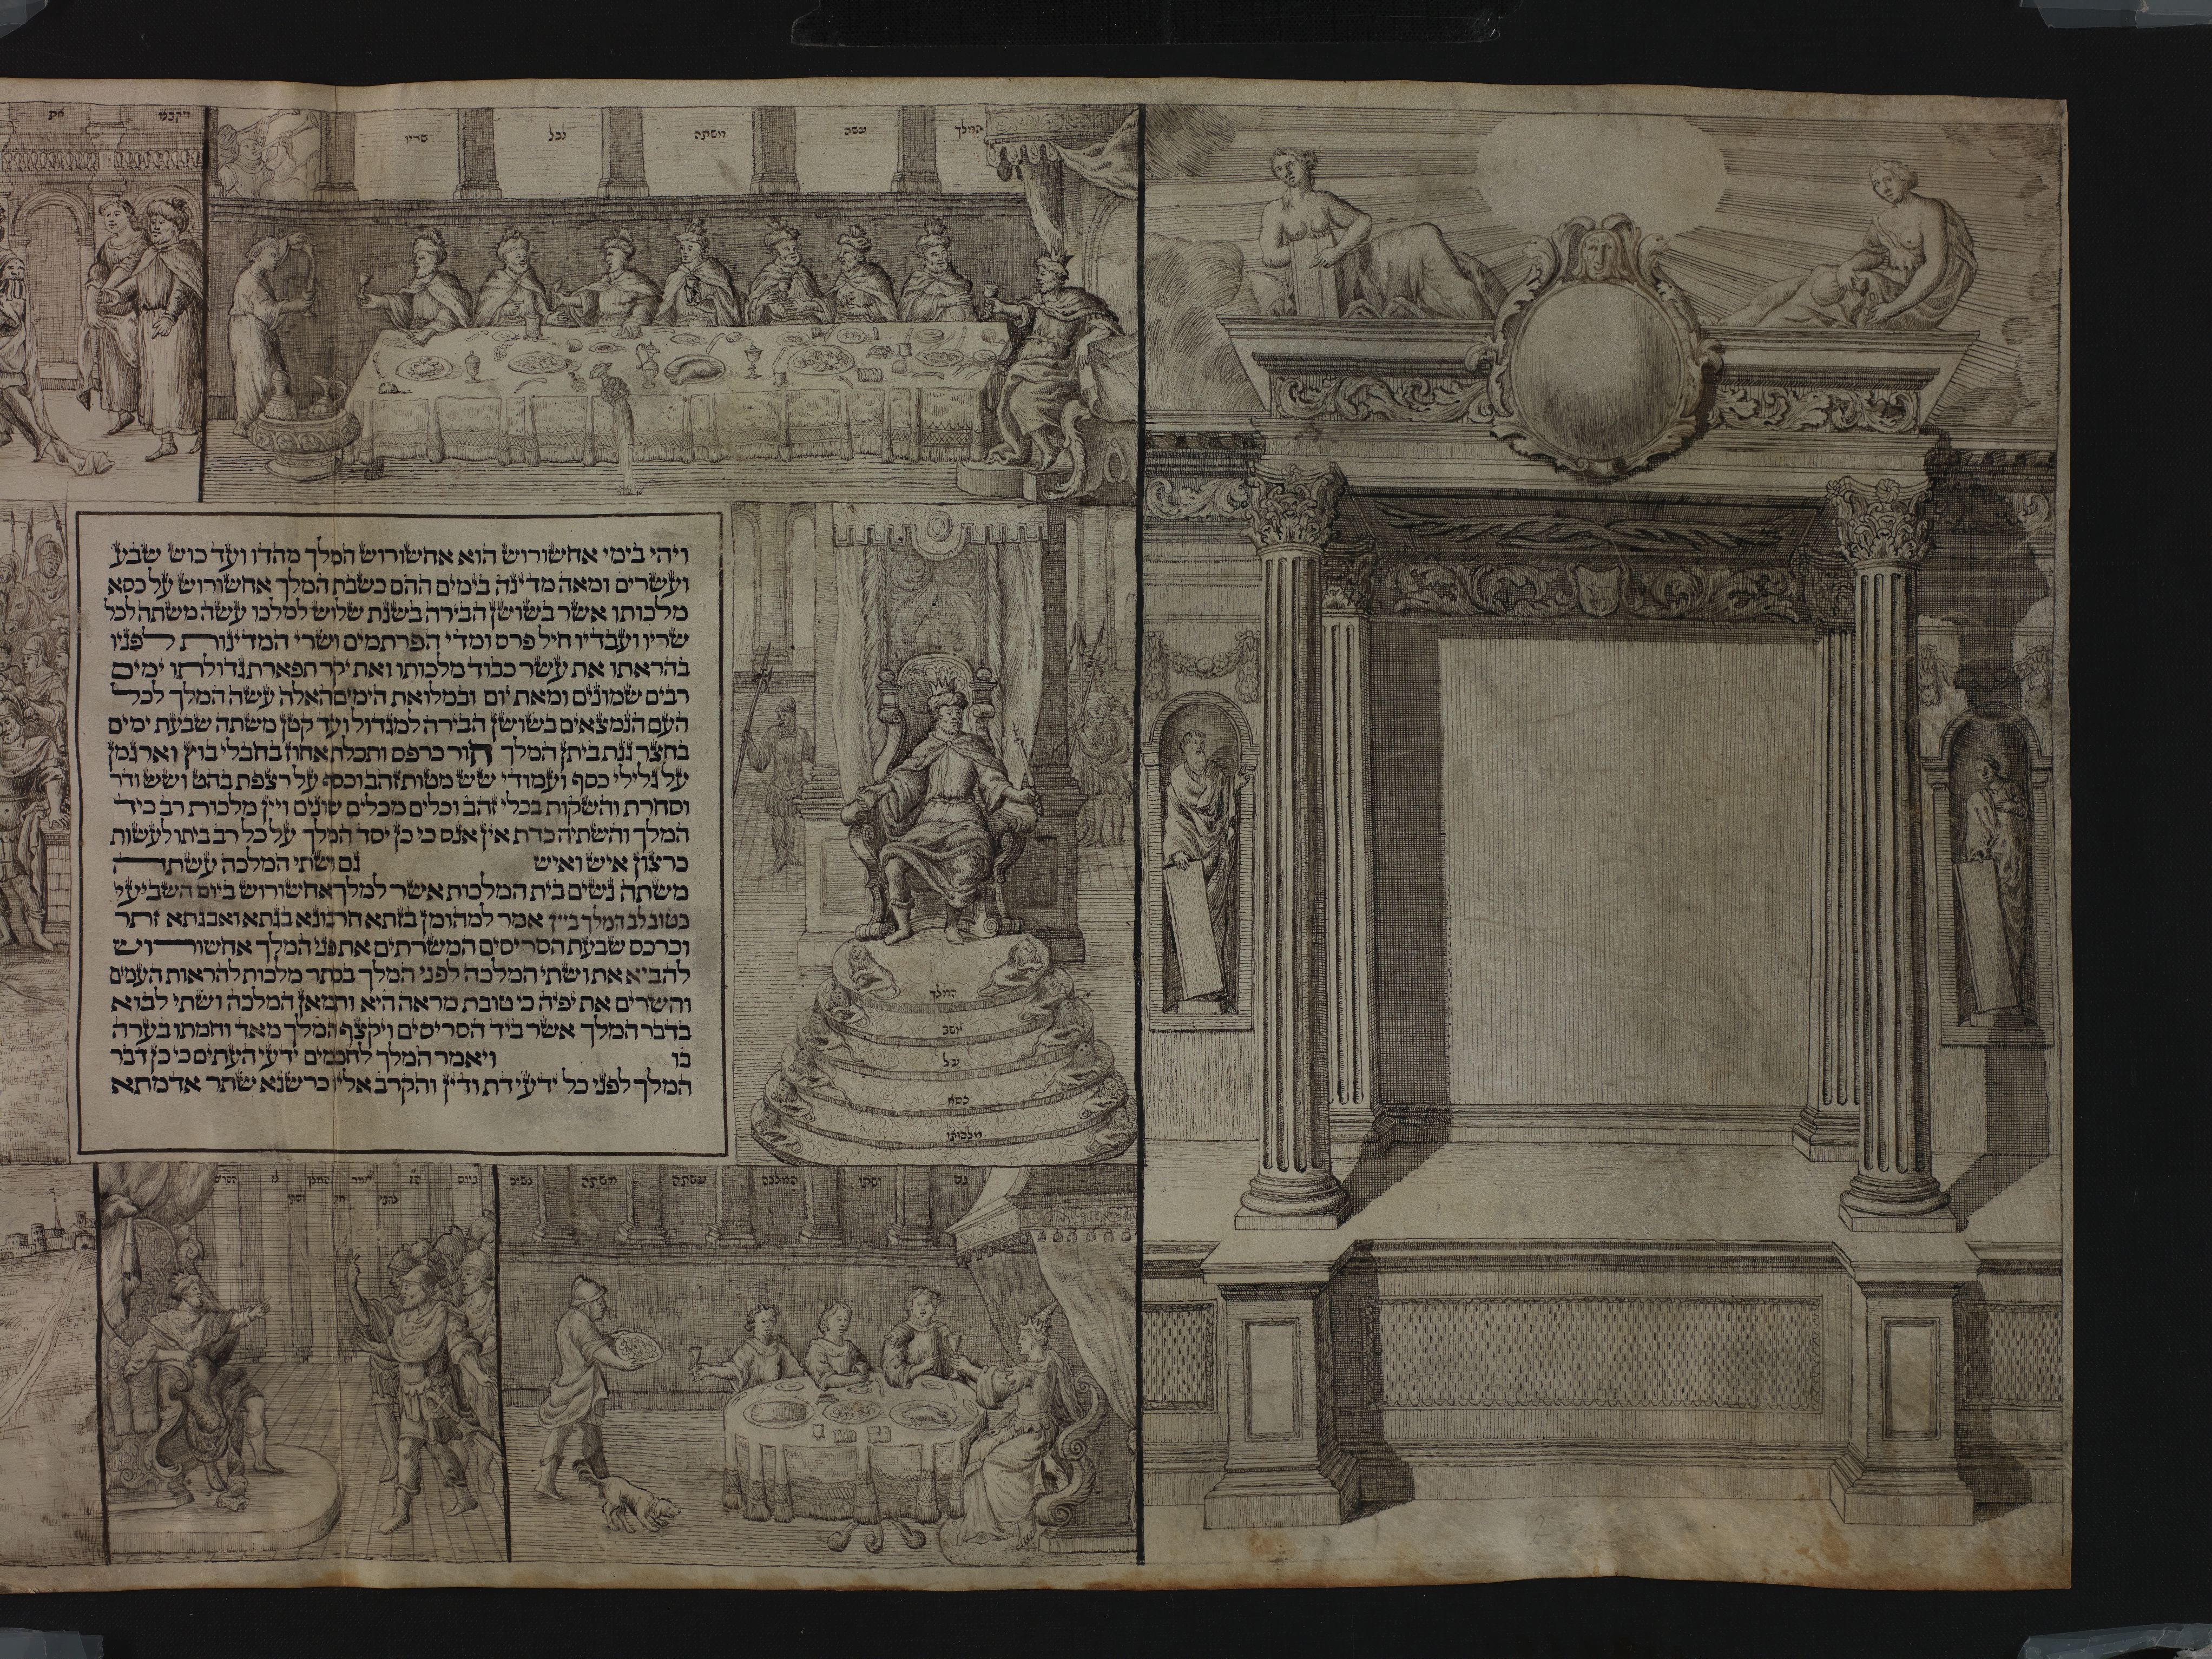 המלך עשה משתה לכל שריו
ויקבצו את
ויהי בימי אחשורוש הוא אחשורוש המלך מהדו ועד כוש שבע
ועשרים ומאה מדינה בימים ההם כשבת המלך אחשורוש על כסא
מלכותו אשר בשושן הבירה בשנת שלוש למלכו עשה משתה לכל
שריו ועבדיו חיל פרס ומדי הפרתמים ושרי המדינות לפניו
בהראתו את עשר כבוד מלכותו ואת יקר תפארת גדולתו ימים
רבים שמונים ומאת יום ובמלואת הימים האלה עשה המלך לכל
העם הנמצאים בשושן הבירה למגדול ועד קטן משתה שבעת ימים
בחצר גנת ביתן המלך חור כרפס ותכלת אחוז בחבלי בוץ וארגמן
על גלילי כסף ועמודי שש מטות זהב וכסף על רצפת בהט ושש ודר
וסחרת והשקות בכלי זהב וכלים מכלים שונים ויין מלכות רב כיד
המלך והשתיה כדת אין אנס כי כן יסד המלך על כל רב ביתו לעשות
כרצון איש ואיש גם ושתי המלכה עשתה
משתה נשים בית המלכות אשר למלך אחשורוש ביום השביעי
כטוב לב המלך ביין אמר למהומן בזתא חרבונא בגתא ואבגתא זתר
וכרכס שבעת הסריסים המשרתים את פני המלך אחשורוש
להביא את ושתי המלכה לפני המלך בכתר מלכות להראות העמים
והשרים את יפיה כי טובת מראה היא ותמאן המלכה ושתי לבוא
בדבר המלך אשר ביד הסריסים ויקצף המלך מאד וחמתו בערה
בו ויאמר המלך לחכמים ידעי העתים כי כן דבר
המלך לפני כל ידעי דת ודין והקרב אליו כרשנא שתר אדמתא
המלך
יושב
על
כסא
מלכותו
גם ושתי המלכה עשתה משתה נשים
ביום אמר המלך
את ושתי